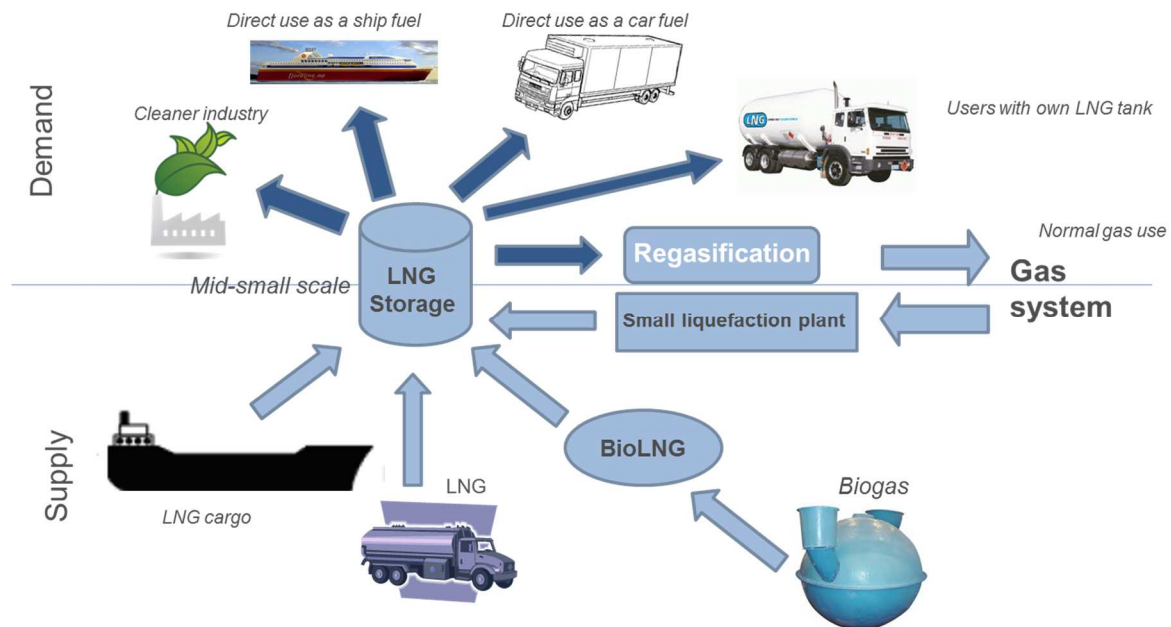 Direct use as a ship fuel
Direct use as a car fuel
Demand
Cleaner industry
LNG
Users with own LNG tank
Normal gas use
Regasification
Gas
system
Mid-small scale
LNG
Storage
Small liquefaction plant
Supply
BioLNG
LNG
Biogas
LNG cargo